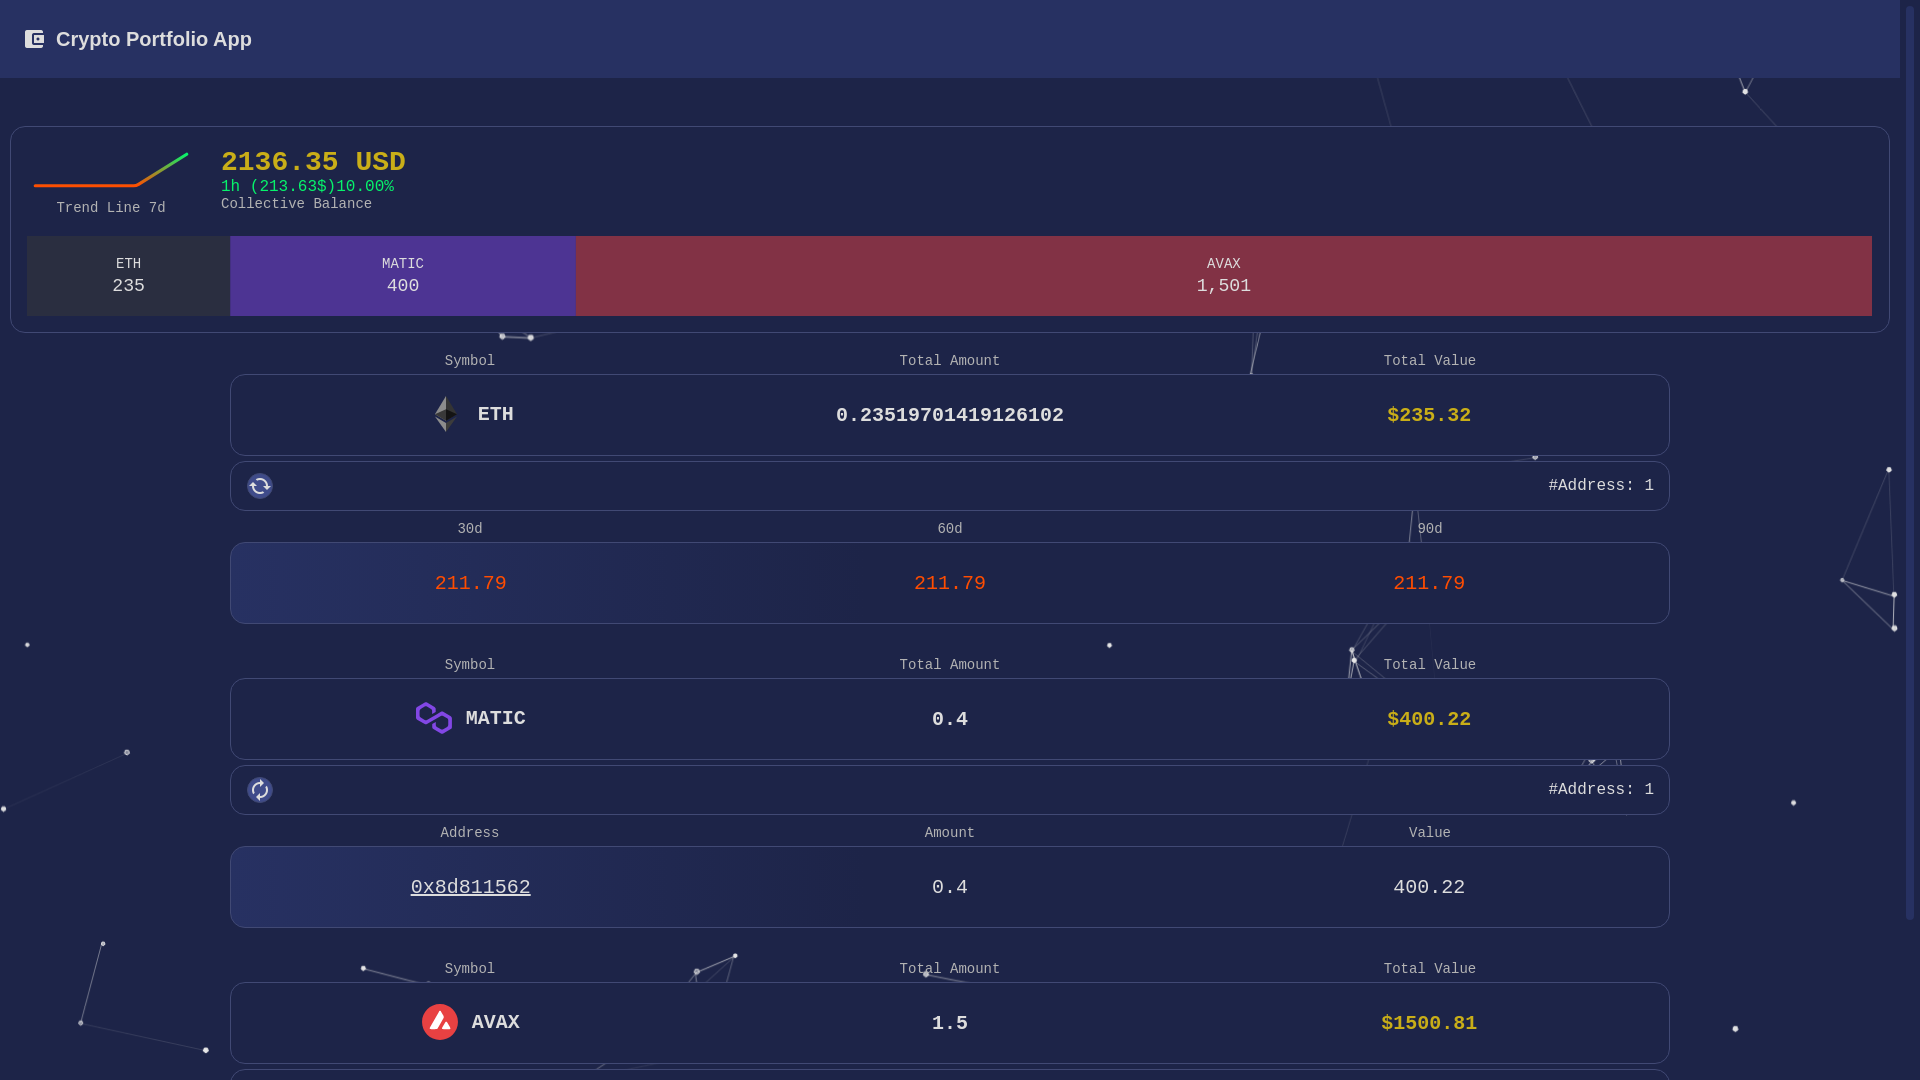 Crypto Portfolio App
2136.35 USD
1h (213.63$)10.00%
Collective Balance
Trend Line 7d
ETH MATIC AVAX
235 400 1,501
Symbol Total Amount Total Value
ETH 0.23519701419126102 $235.32
#Address: 1
30d 60d 90d
211.79 211.79 211.79
Symbol Total Amount Total Value
MATIC 0.4 $400.22
#Address: 1
Address Amount Value
0x8d811562 0.4 400.22
Symbol Total Amount Total Value
AVAX 1.5 $1500.81